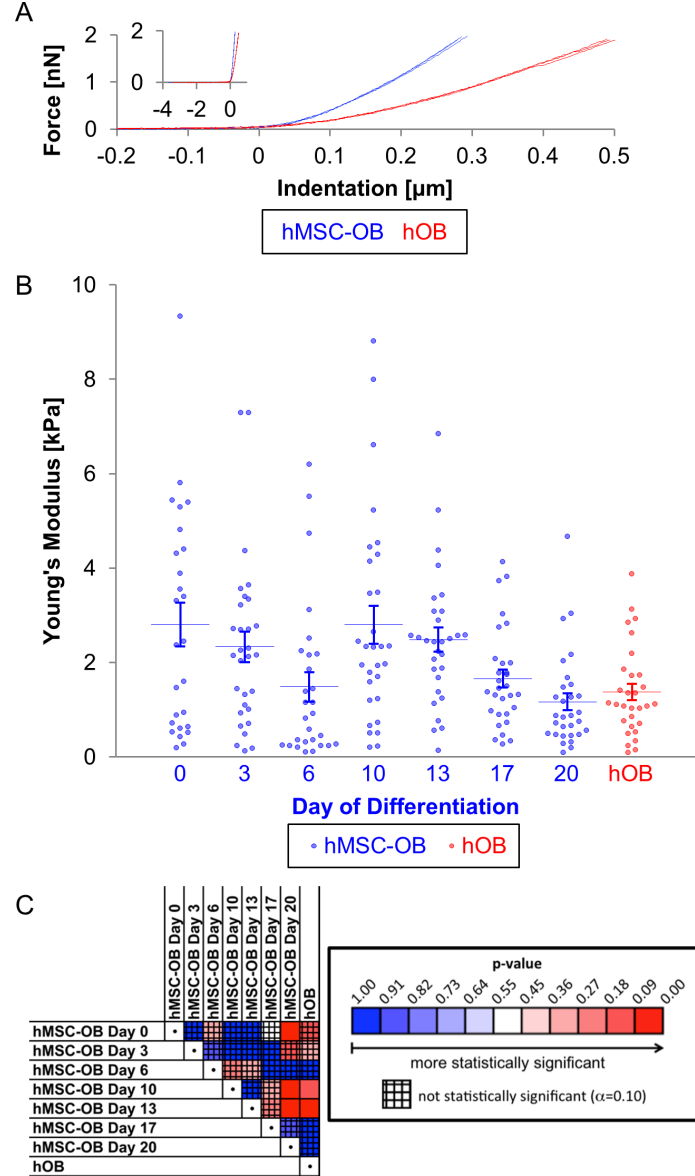 A
Force [nN]
2
1
0
2
0
-4 -2 0
-0.2 -0.1 0 0.1 0.2 0.3 0.4 0.5
Indentation [µm]
hMSC-OB hOB
B
Young's Modulus [kPa]
10
8
6
4
2
0
0 3 6 10 13 17 20 hOB
Day of Differentiation
hMSC-OB hOB
C
hMSC-OB Day 0
hMSC-OB Day 3
hMSC-OB Day 6
hMSC-OB Day 10
hMSC-OB Day 13
hMSC-OB Day 17
hMSC-OB Day 20
hOB
hMSC-OB Day 0
hMSC-OB Day 3
hMSC-OB Day 6
hMSC-OB Day 10
hMSC-OB Day 13
hMSC-OB Day 17
hMSC-OB Day 20
hOB
p-value
1.00 0.91 0.82 0.73 0.64 0.55 0.45 0.36 0.27 0.18 0.09 0.00
more statistically significant
not statistically significant (α=0.10)